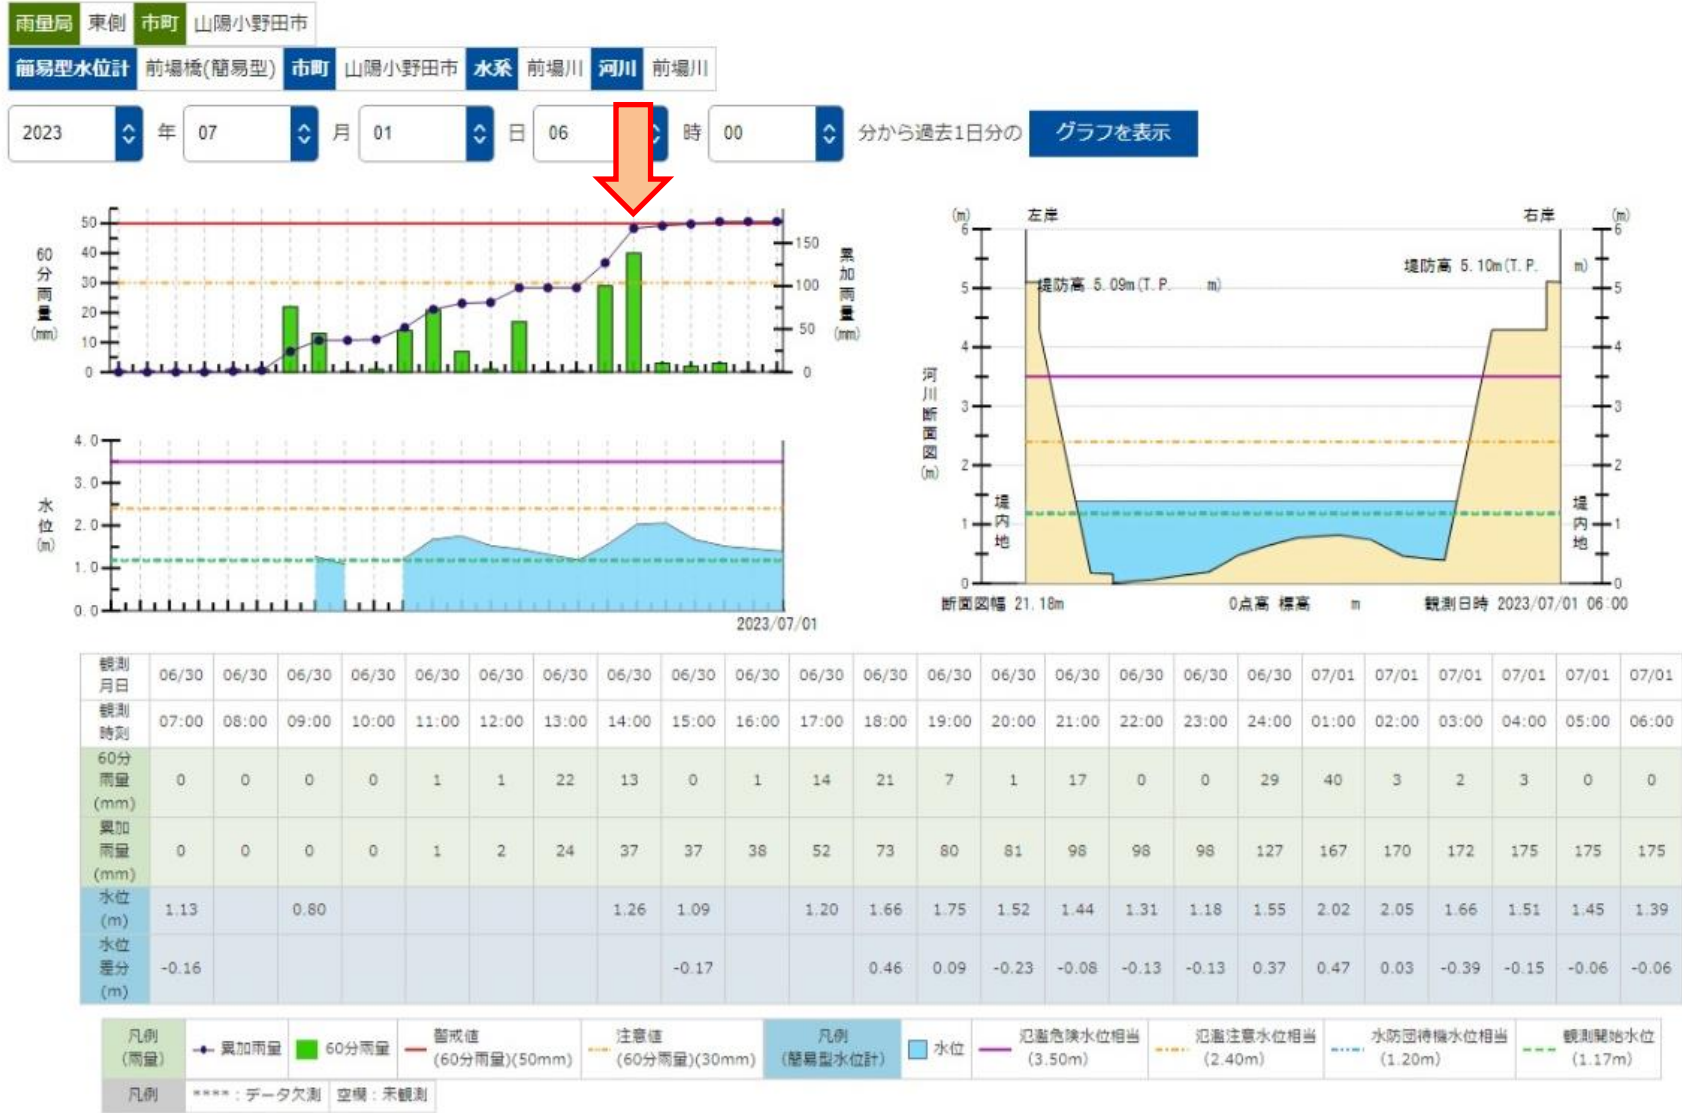 雨量局 東側 市町 山陽小野田市
簡易型水位計 前場橋(簡易型) 市町 山陽小野田市 水系 前場川 河川 前場川
2023 年 07 月 01 日 06 時 00 分から過去1日分の グラフを表示
60分雨量(mm)
50
40
30
20
10
0
累加雨量(mm)
150
100
50
0
水位(m)
4.0
3.0
2.0
1.0
0.0
2023/07/01
(m) 左岸 右岸 (m)
6 6
堤防高 5.10m(T.P. m)
5 堤防高 5.09m(T.P. m) 5
4 4
河川断面図(m)
3 3
2 2
堤内地 堤内地
1 1
0 0
断面図幅 21.18m 0点高 標高 m 観測日時 2023/07/01 06:00
観測月日 06/30 06/30 06/30 06/30 06/30 06/30 06/30 06/30 06/30 06/30 06/30 06/30 06/30 06/30 06/30 06/30 06/30 06/30 07/01 07/01 07/01 07/01 07/01 07/01
観測時刻 07:00 08:00 09:00 10:00 11:00 12:00 13:00 14:00 15:00 16:00 17:00 18:00 19:00 20:00 21:00 22:00 23:00 24:00 01:00 02:00 03:00 04:00 05:00 06:00
60分雨量(mm) 0 0 0 0 1 1 22 13 0 1 14 21 7 1 17 0 0 29 40 3 2 3 0 0
累加雨量(mm) 0 0 0 0 1 2 24 37 37 38 52 73 80 81 98 98 98 127 167 170 172 175 175 175
水位(m) 1.13 0.80 1.26 1.09 1.20 1.66 1.75 1.52 1.44 1.31 1.18 1.55 2.02 2.05 1.66 1.51 1.45 1.39
水位差分(m) -0.16 -0.17 0.46 0.09 -0.23 -0.08 -0.13 -0.13 0.37 0.47 0.03 -0.39 -0.15 -0.06 -0.06
凡例(雨量) 累加雨量 60分雨量 警戒値(60分雨量)(50mm) 注意値(60分雨量)(30mm) 凡例(簡易型水位計) 水位 氾濫危険水位相当(3.50m) 氾濫注意水位相当(2.40m) 水防団待機水位相当(1.20m) 観測開始水位(1.17m)
凡例 ****：データ欠測 空欄：未観測